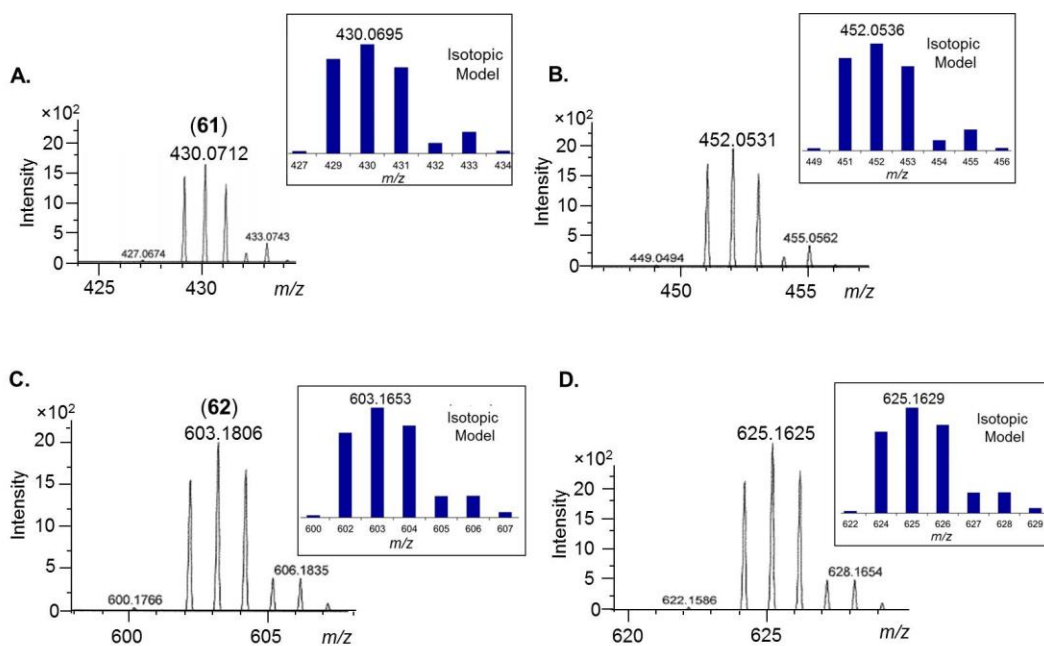 A.
×10²
20
15
10
5
0
Intensity
(61)
430.0712
427.0674
433.0743
425
430
m/z
430.0695
Isotopic
Model
427 429 430 431 432 433 434
m/z
B.
×10²
20
15
10
5
0
Intensity
452.0531
449.0494
455.0562
450
455
m/z
452.0536
Isotopic
Model
449 451 452 453 454 455 456
m/z
C.
×10²
20
15
10
5
0
Intensity
(62)
603.1806
600.1766
606.1835
600
605
m/z
603.1653
Isotopic
Model
600 602 603 604 605 606 607
m/z
D.
×10²
20
15
10
5
0
Intensity
625.1625
622.1586
628.1654
620
625
m/z
625.1629
Isotopic
Model
622 624 625 626 627 628 629
m/z